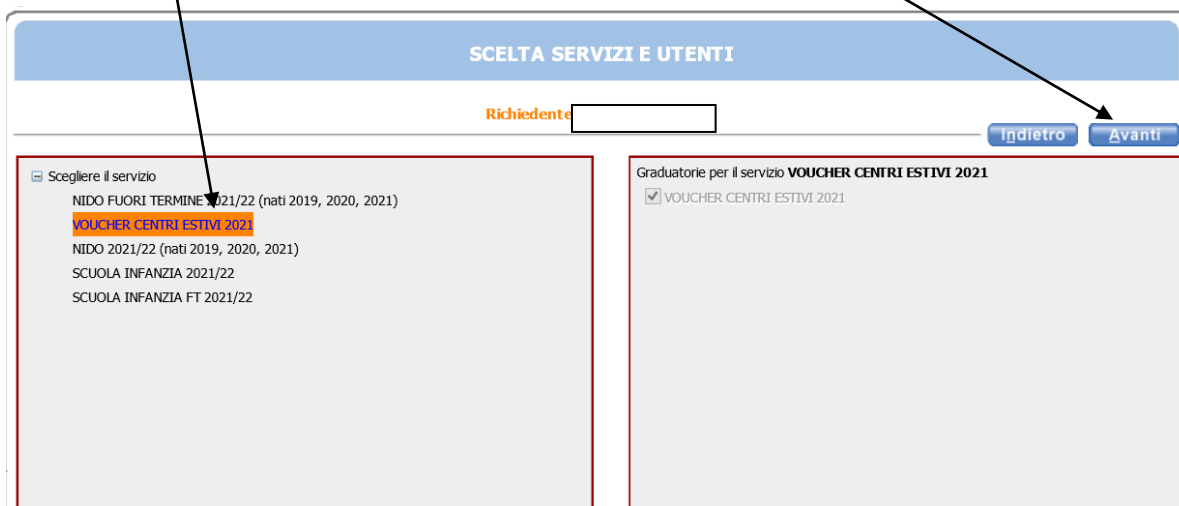 SCELTA SERVIZI E UTENTI
Richiedente
Indietro Avanti
Scegliere il servizio
NIDO FUORI TERMINE 2021/22 (nati 2019, 2020, 2021)
VOUCHER CENTRI ESTIVI 2021
NIDO 2021/22 (nati 2019, 2020, 2021)
SCUOLA INFANZIA 2021/22
SCUOLA INFANZIA FT 2021/22
Graduatorie per il servizio VOUCHER CENTRI ESTIVI 2021
VOUCHER CENTRI ESTIVI 2021